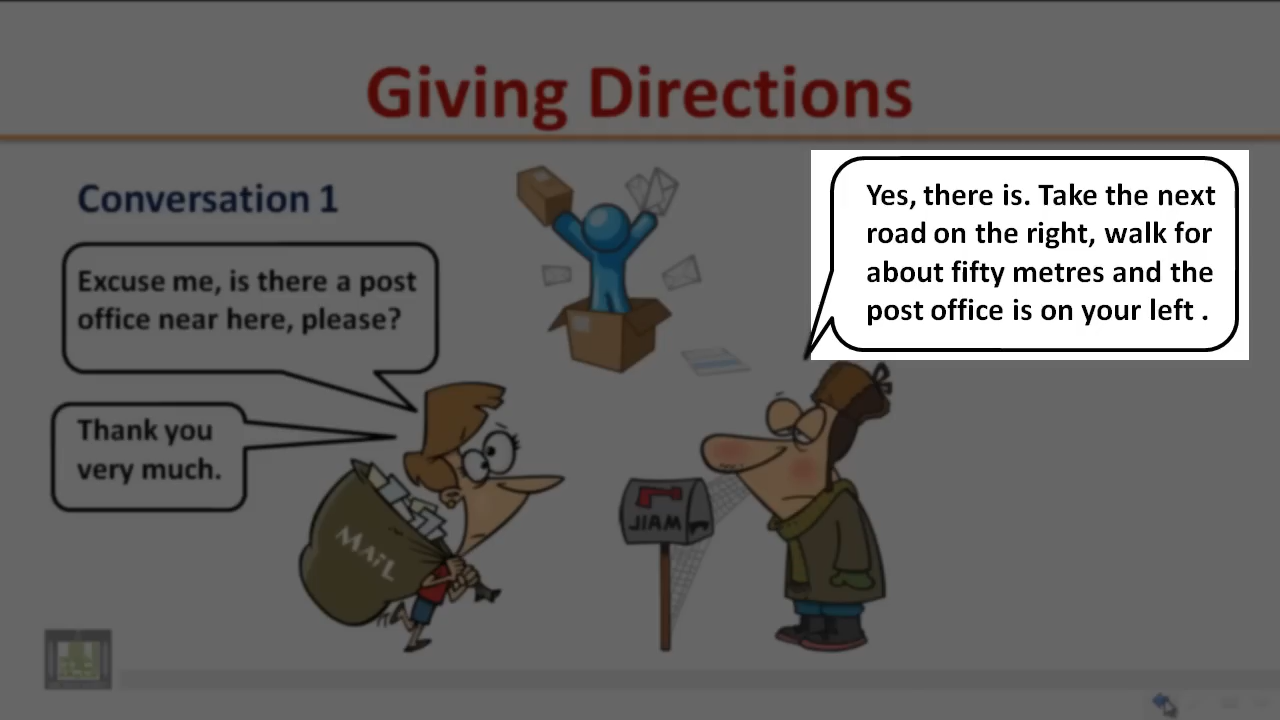 Giving Directions
Conversation 1
Excuse me, is there a post
office near here, please?
Yes, there is. Take the next
road on the right, walk for
about fifty metres and the
post office is on your left .
Thank you
very much.
MAIL
JIAM